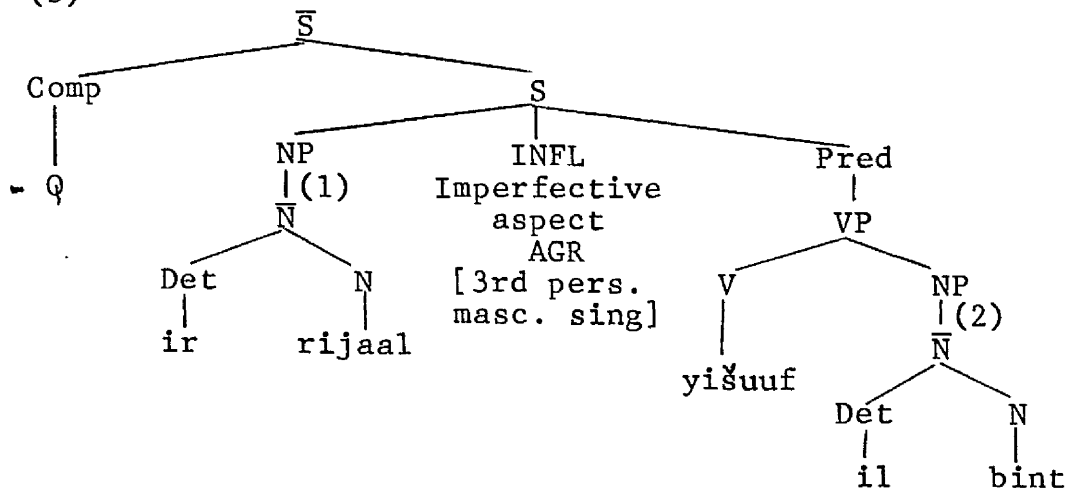 S̅
Comp S
NP INFL Pred
- Q (1) Imperfective
N̅ aspect VP
AGR
Det N [3rd pers. V NP
masc. sing] (2)
ir rijaal N̅
yišuuf
Det N
il bint